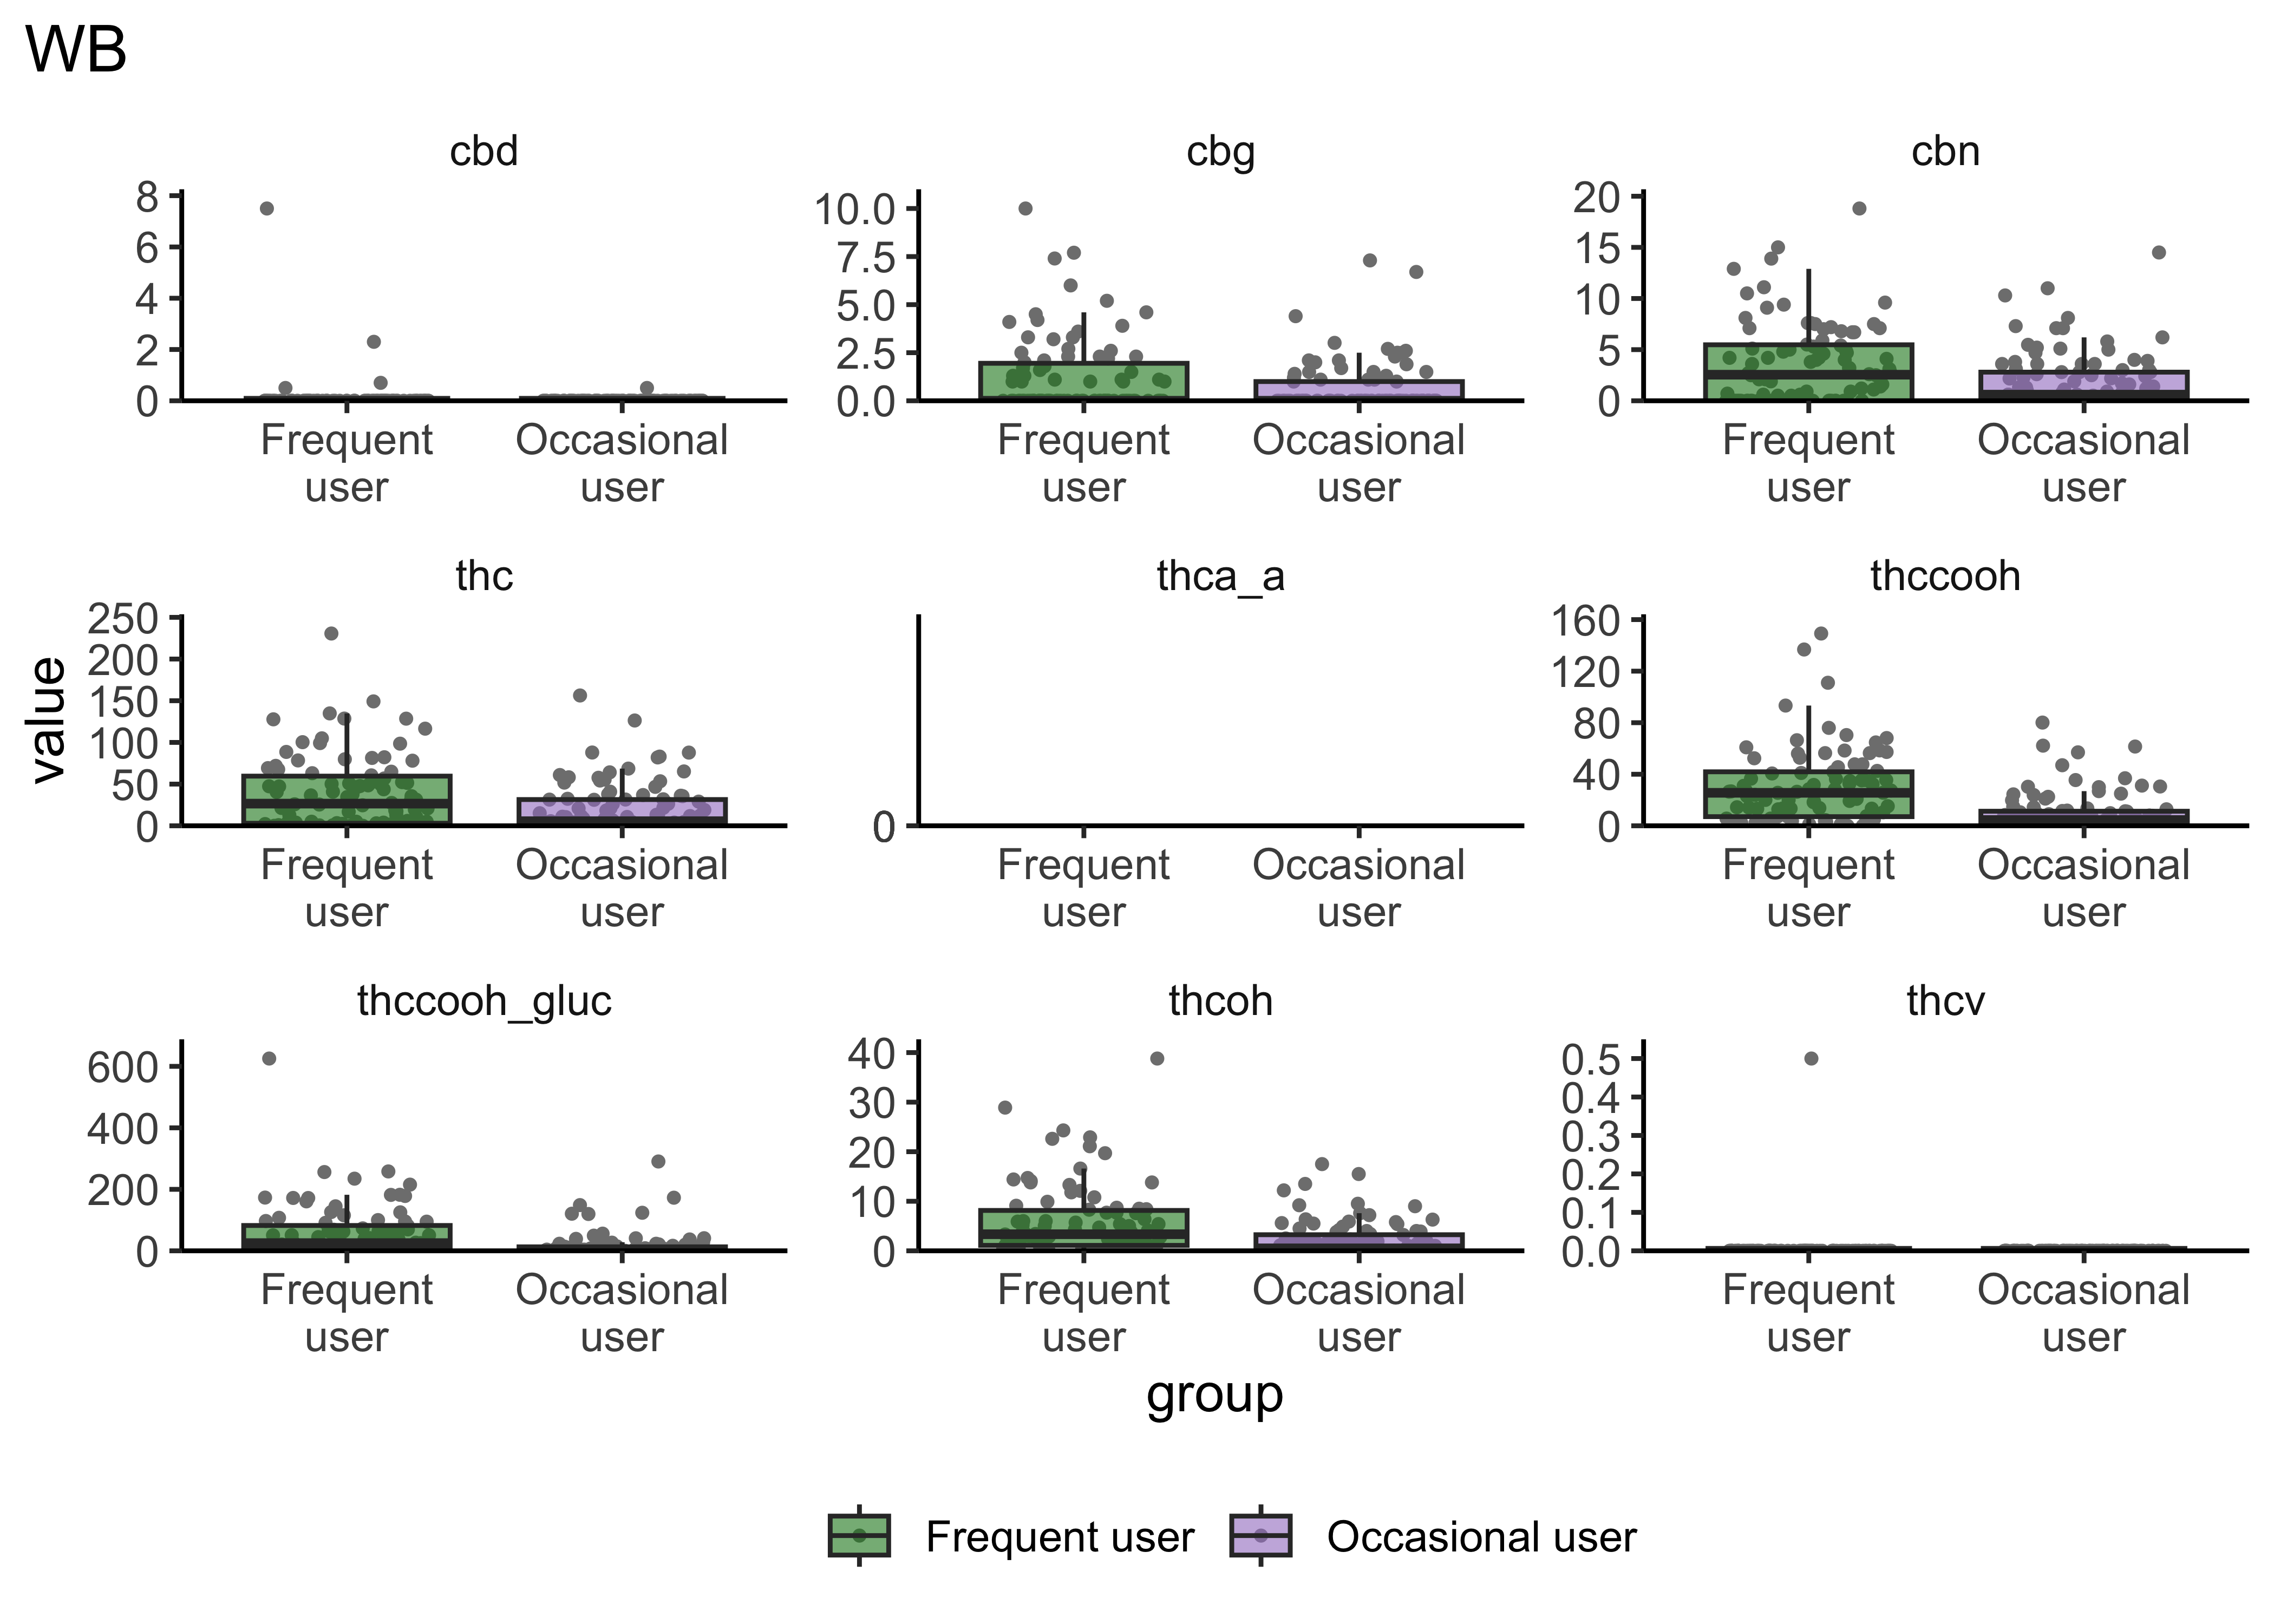 WB
cbd
cbg
cbn
8
6
4
2
0
10.0
7.5
5.0
2.5
0.0
20
15
10
5
0
Frequent user
Occasional user
Frequent user
Occasional user
Frequent user
Occasional user
thc
thca_a
thccooh
value
250
200
150
100
50
0
0
160
120
80
40
0
Frequent user
Occasional user
Frequent user
Occasional user
Frequent user
Occasional user
thccooh_gluc
thcoh
thcv
600
400
200
0
40
30
20
10
0
0.5
0.4
0.3
0.2
0.1
0.0
Frequent user
Occasional user
Frequent user
Occasional user
Frequent user
Occasional user
group
Frequent user
Occasional user